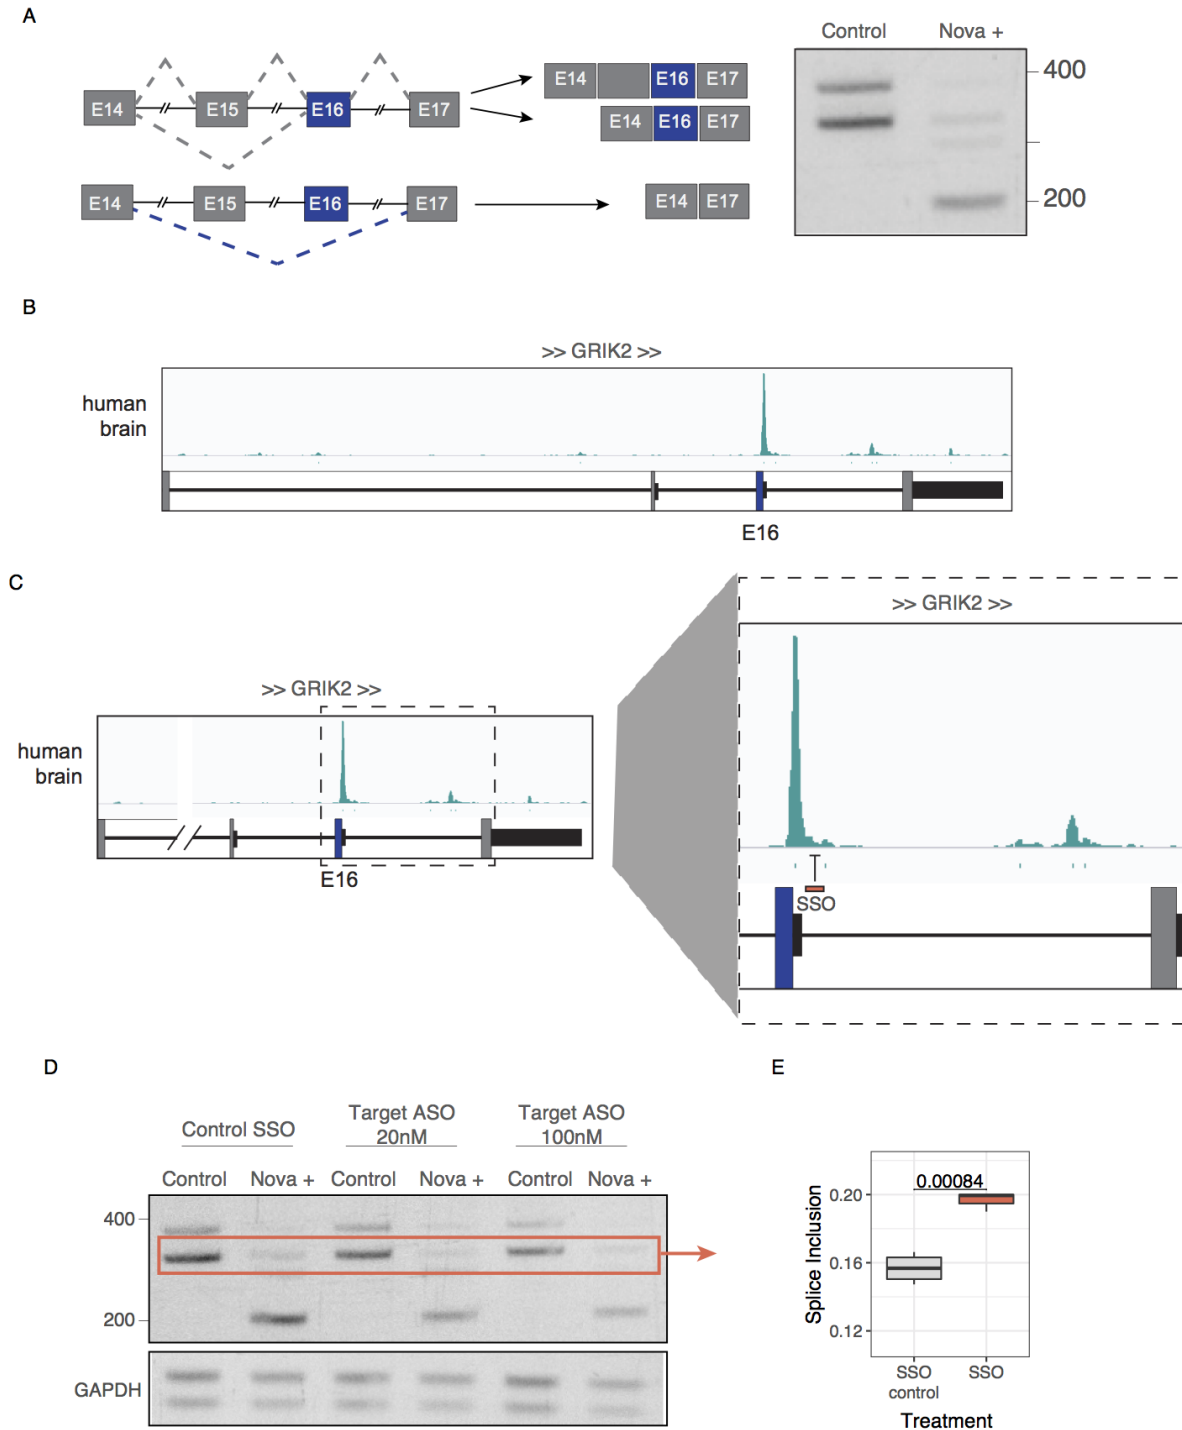 A
E14 E15 E16 E17
E14 E16 E17
E14 E16 E17
E14 E15 E16 E17
E14 E17
Control Nova +
400
200
B
>> GRIK2 >>
human
brain
E16
C
>> GRIK2 >>
human
brain
E16
>> GRIK2 >>
SSO
D
Control SSO
Target ASO
20nM
Target ASO
100nM
Control Nova + Control Nova + Control Nova +
400
200
GAPDH
E
Splice Inclusion
0.00084
0.20
0.16
0.12
SSO
control
SSO
Treatment